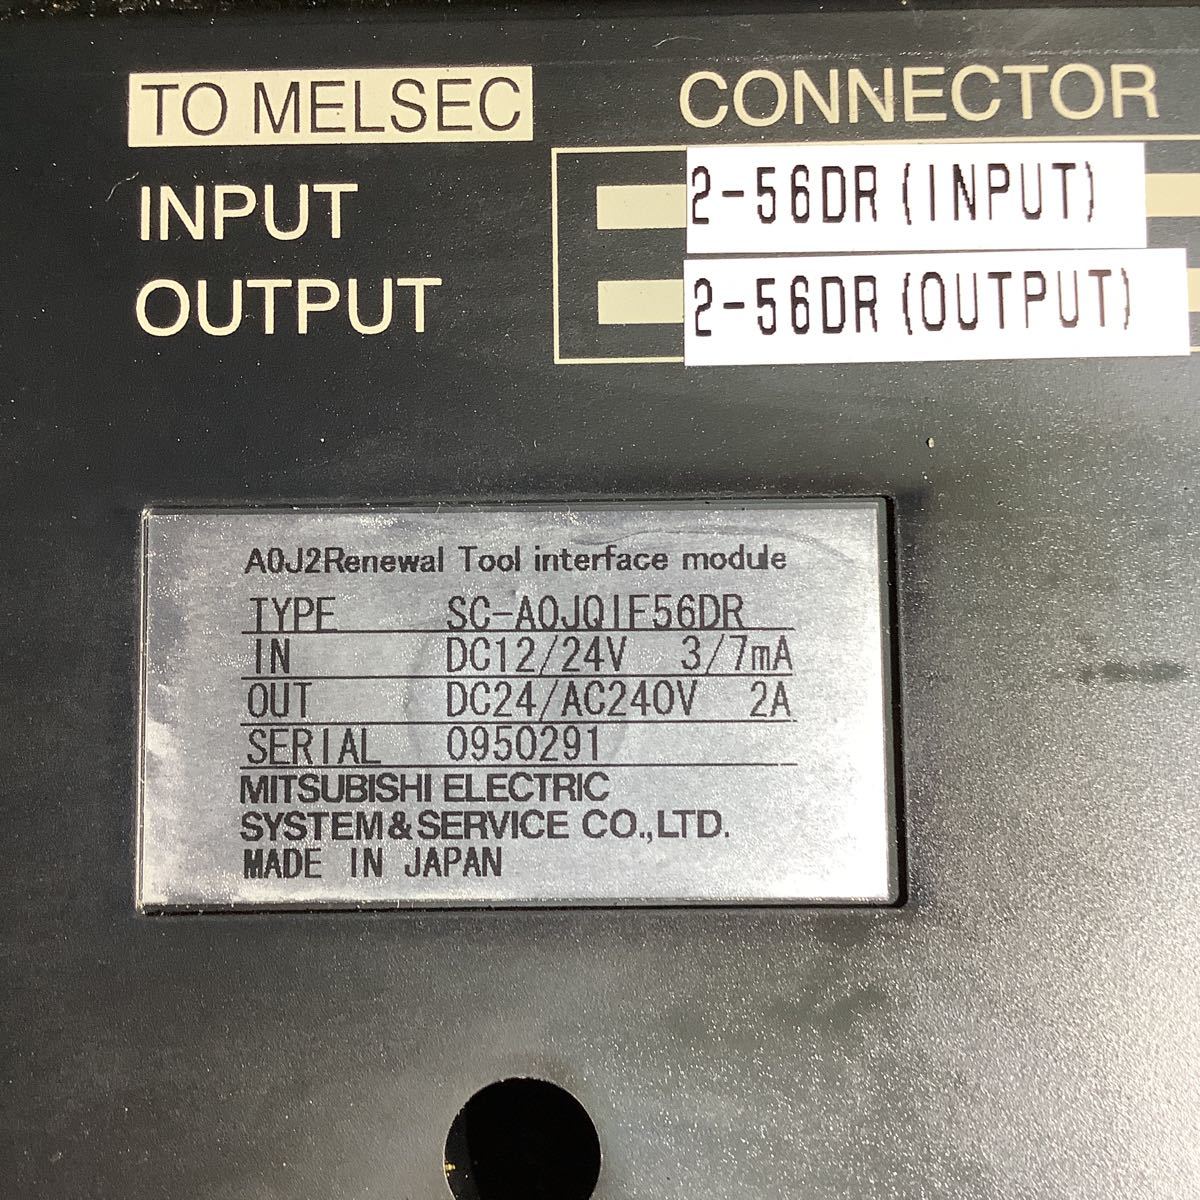 TO MELSEC CONNECTOR
INPUT 2-56DR(INPUT)
OUTPUT 2-56DR(OUTPUT)
A0J2Renewal Tool interface module
TYPE SC-A0JQIF56DR
IN DC12/24V 3/7mA
OUT DC24/AC240V 2A
SERIAL 0950291
MITSUBISHI ELECTRIC
SYSTEM&SERVICE CO.,LTD.
MADE IN JAPAN